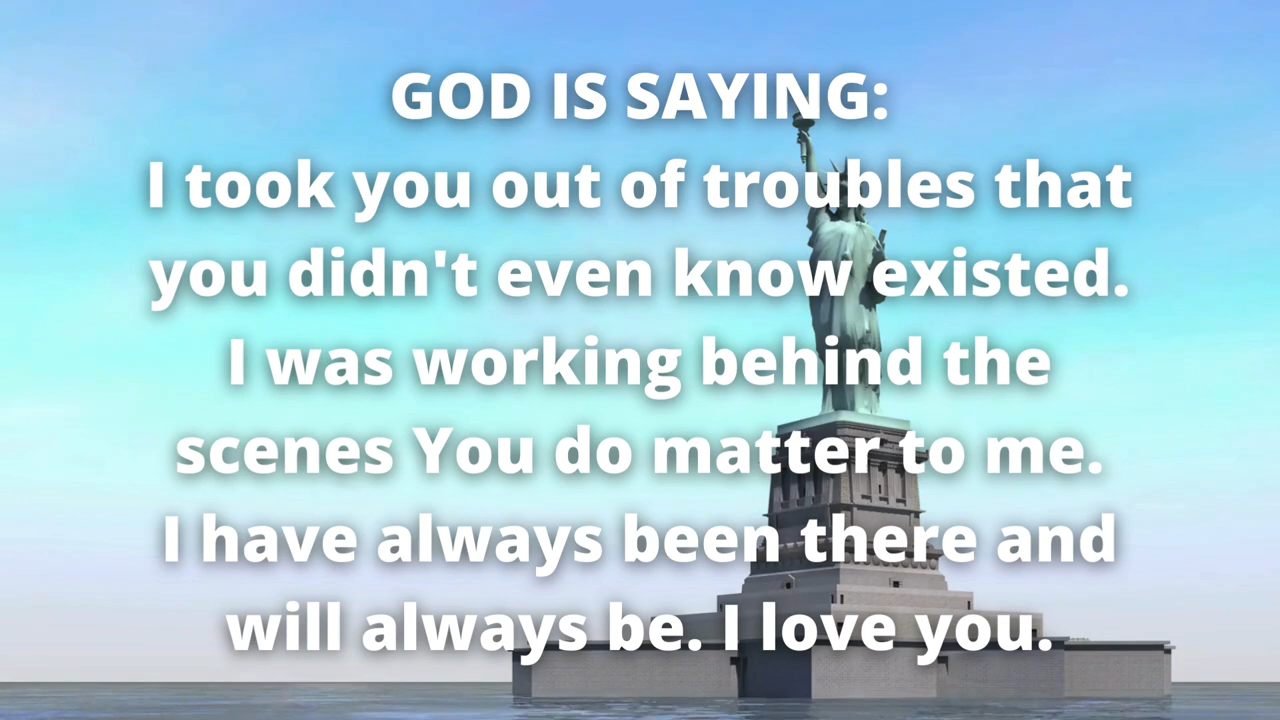 GOD IS SAYING:
I took you out of troubles that
you didn't even know existed.
I was working behind the
scenes You do matter to me.
I have always been there and
will always be. I love you.